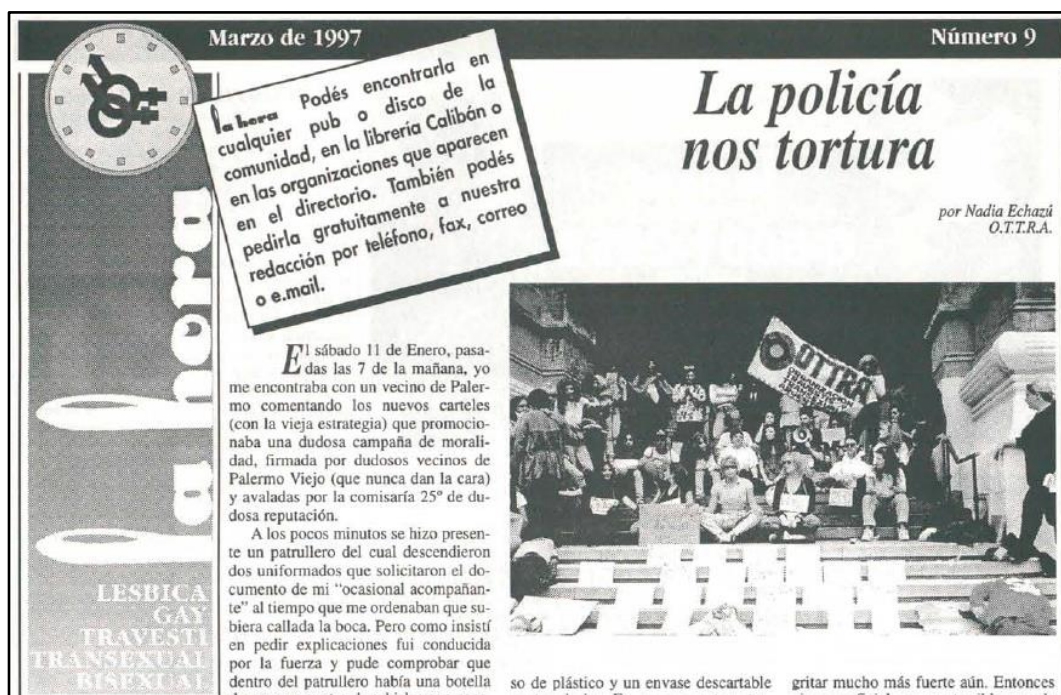 Marzo de 1997
Número 9
la hora
LESBICA
GAY
TRAVESTI
TRANSEXUAL
BISEXUAL
la hora Podés encontrarla en
cualquier pub o disco de la
comunidad, en la librería Calibán o
en las organizaciones que aparecen
en el directorio. También podés
pedirla gratuitamente a nuestra
redacción por teléfono, fax, correo
o e.mail.
La policía
nos tortura
por Nadia Echazú
O.T.T.R.A.
OTTRA
El sábado 11 de Enero, pasa-
das las 7 de la mañana, yo
me encontraba con un vecino de Paler-
mo comentando los nuevos carteles
(con la vieja estrategia) que promocio-
naba una dudosa campaña de morali-
dad, firmada por dudosos vecinos de
Palermo Viejo (que nunca dan la cara)
y avaladas por la comisaría 25º de du-
dosa reputación.
A los pocos minutos se hizo presen-
te un patrullero del cual descendieron
dos uniformados que solicitaron el do-
cumento de mi “ocasional acompañan-
te” al tiempo que me ordenaban que su-
biera callada la boca. Pero como insistí
en pedir explicaciones fui conducida
por la fuerza y pude comprobar que
dentro del patrullero había una botella
so de plástico y un envase descartable
gritar mucho más fuerte aún. Entonces